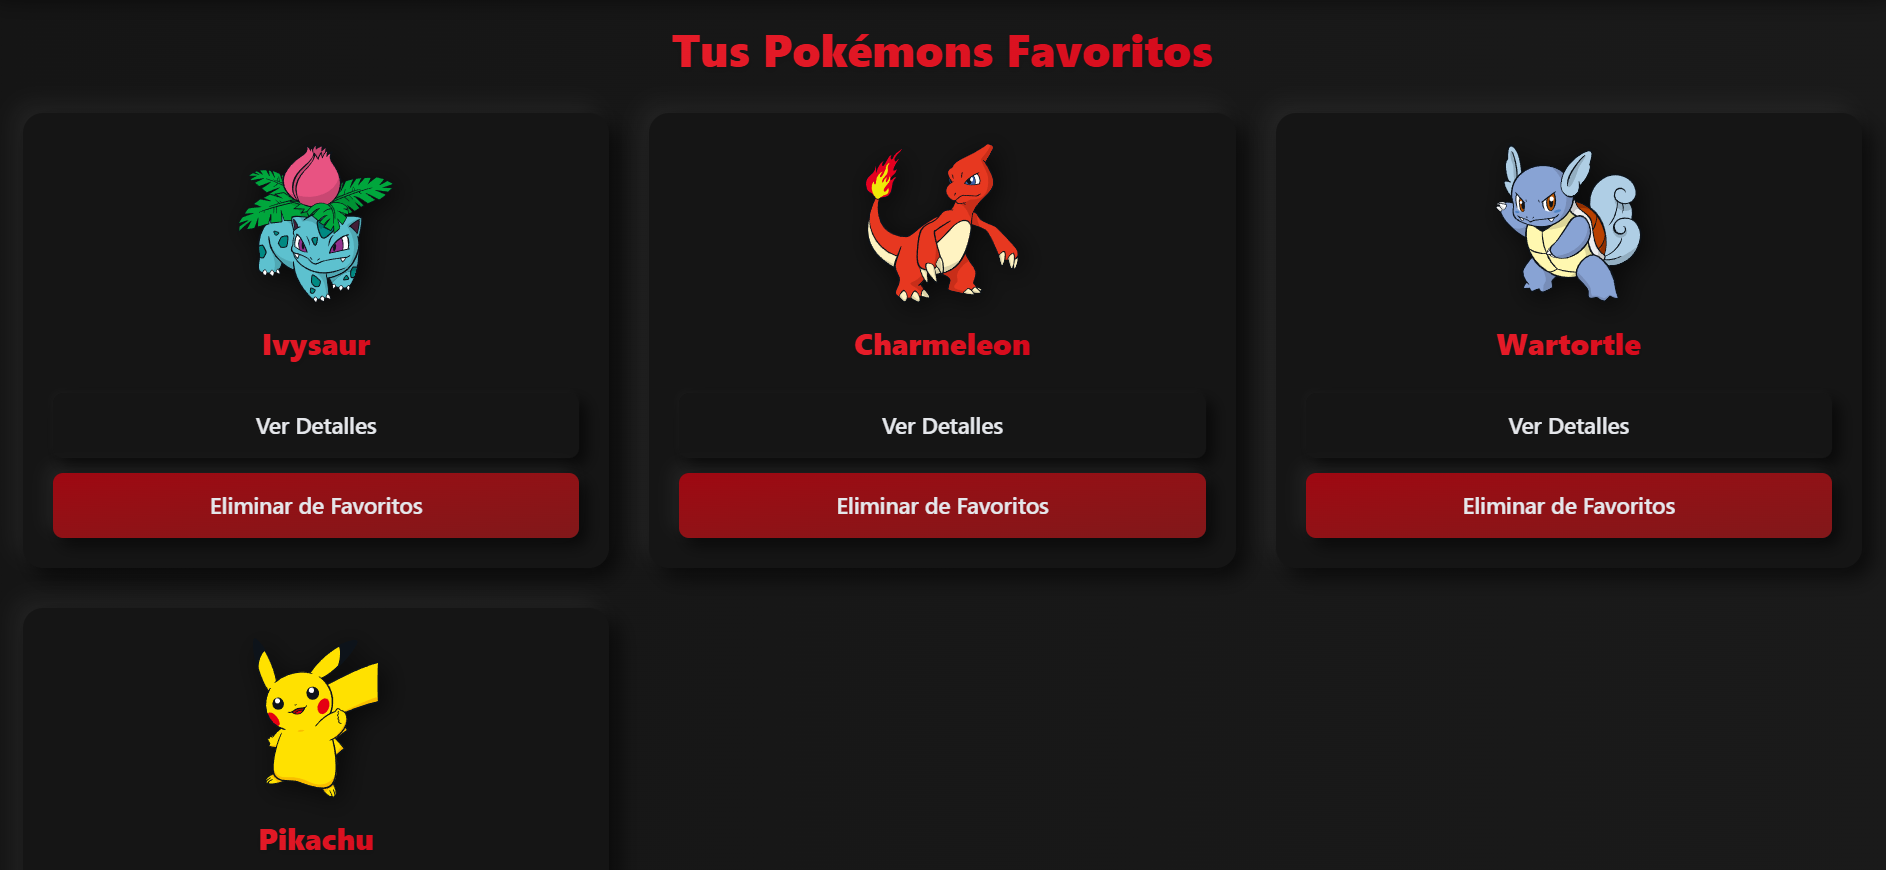 Tus Pokémons Favoritos
Ivysaur
Ver Detalles
Eliminar de Favoritos
Charmeleon
Ver Detalles
Eliminar de Favoritos
Wartortle
Ver Detalles
Eliminar de Favoritos
Pikachu